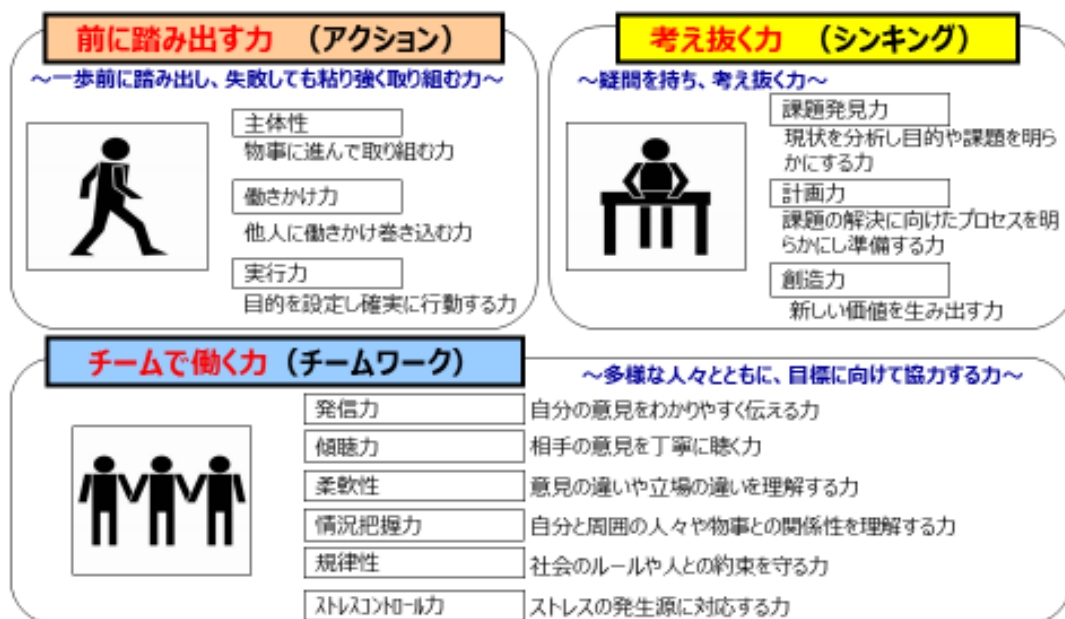 前に踏み出す力 (アクション)
～一歩前に踏み出し、失敗しても粘り強く取り組む力～
主体性
物事に進んで取り組む力
働きかけ力
他人に働きかけ巻き込む力
実行力
目的を設定し確実に行動する力
考え抜く力 (シンキング)
～疑問を持ち、考え抜く力～
課題発見力
現状を分析し目的や課題を明ら
かにする力
計画力
課題の解決に向けたプロセスを明
らかにし準備する力
創造力
新しい価値を生み出す力
チームで働く力 (チームワーク)
～多様な人々とともに、目標に向けて協力する力～
発信力 自分の意見をわかりやすく伝える力
傾聴力 相手の意見を丁寧に聴く力
柔軟性 意見の違いや立場の違いを理解する力
情況把握力 自分と周囲の人々や物事との関係性を理解する力
規律性 社会のルールや人との約束を守る力
ストレスコントロール力 ストレスの発生源に対応する力